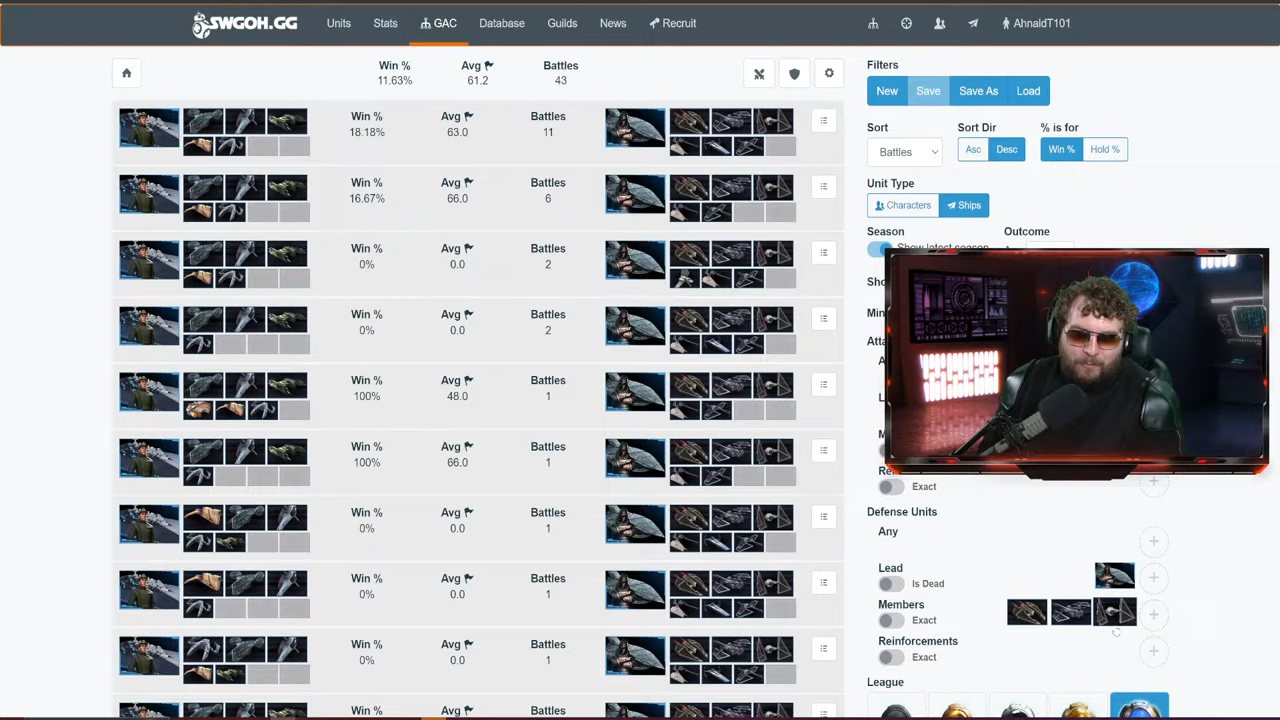 SWGOH.GG Units Stats GAC Database Guilds News Recruit AhnaldT101
Win % Avg Battles
11.63% 61.2 43
Win % Avg Battles
18.18% 63.0 11
Win % Avg Battles
16.67% 66.0 6
Win % Avg Battles
0% 0.0 2
Win % Avg Battles
0% 0.0 2
Win % Avg Battles
100% 48.0 1
Win % Avg Battles
100% 66.0 1
Win % Avg Battles
0% 0.0 1
Win % Avg Battles
0% 0.0 1
Win % Avg Battles
0% 0.0 1
Filters
New Save Save As Load
Sort Sort Dir % is for
Battles Asc Desc Win % Hold %
Unit Type
Characters Ships
Season Outcome
Show latest season
Exact
Defense Units
Any
Lead
Is Dead
Members
Exact
Reinforcements
Exact
League